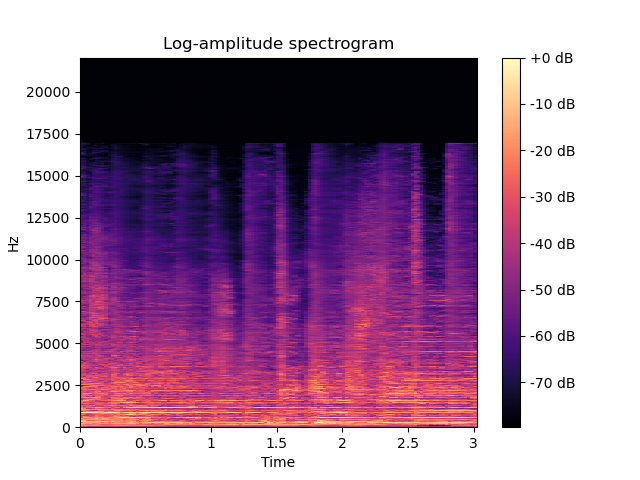 Log-amplitude spectrogram
Hz
20000
17500
15000
12500
10000
7500
5000
2500
0
0 0.5 1 1.5 2 2.5 3
Time
+0 dB
-10 dB
-20 dB
-30 dB
-40 dB
-50 dB
-60 dB
-70 dB